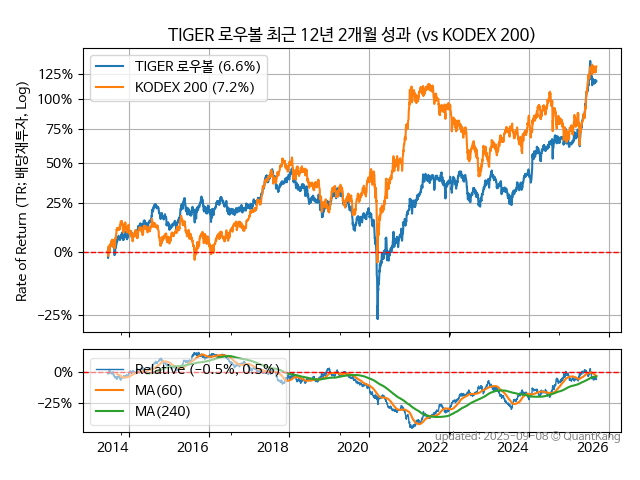 TIGER 로우볼 최근 12년 2개월 성과 (vs KODEX 200)
TIGER 로우볼 (6.6%)
KODEX 200 (7.2%)
Rate of Return (TR: 배당재투자, Log)
125%
100%
75%
50%
25%
0%
−25%
Relative (−0.5%, 0.5%)
MA(60)
MA(240)
0%
−25%
updated: 2025-09-08 © QuantKang
2014
2016
2018
2020
2022
2024
2026